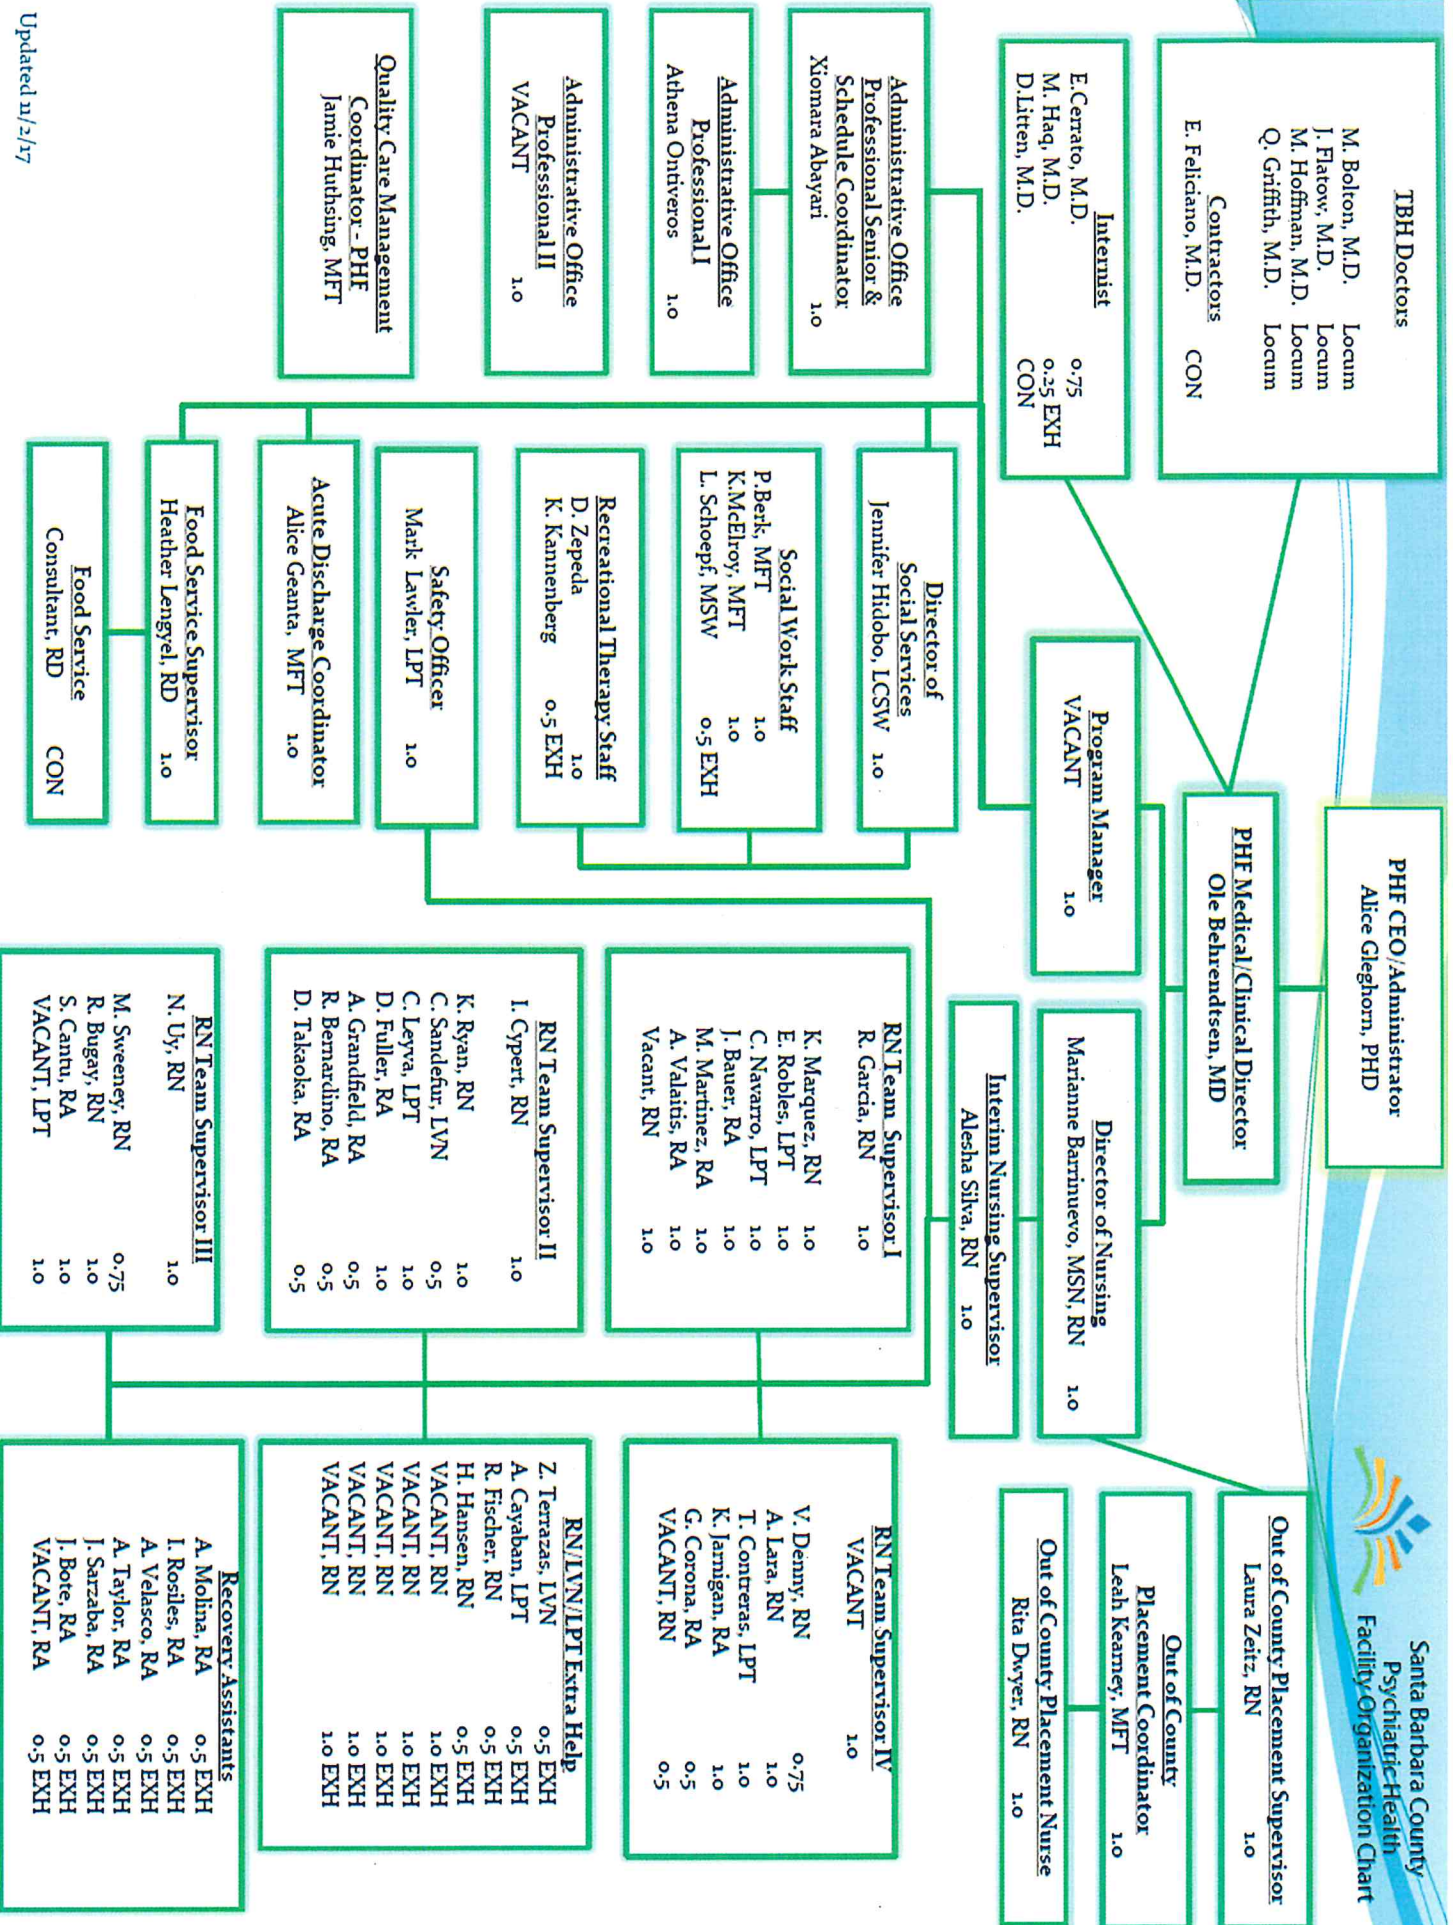 Santa Barbara County
Psychiatric Health
Facility Organization Chart
PHF CEO/Administrator
Alice Gleghorn, PHD
PHF Medical/Clinical Director
Ole Behrendtsen, MD
TBH Doctors
M. Bolton, M.D. Locum
J. Flatow, M.D. Locum
M. Hoffman, M.D. Locum
Q. Griffith, M.D. Locum
Contractors
E. Feliciano, M.D. CON
Internist
E.Cerrato, M.D. 0.75
M. Haq, M.D. 0.25 EXH
D.Litten, M.D. CON
Program Manager
VACANT 1.0
Director of Nursing
Marianne Barrinuevo, MSN, RN 1.0
Out of County Placement Supervisor
Laura Zeitz, RN 1.0
Out of County
Placement Coordinator
Leah Kearney, MFT 1.0
Out of County Placement Nurse
Rita Dwyer, RN 1.0
Interim Nursing Supervisor
Alesha Silva, RN 1.0
Administrative Office
Professional Senior &
Schedule Coordinator
Xiomara Abayari 1.0
Administrative Office
Professional I
Athena Ontiveros 1.0
Administrative Office
Professional II
VACANT 1.0
Quality Care Management
Coordinator - PHF
Jamie Huthsing, MFT
Director of
Social Services
Jennifer Hidobo, LCSW 1.0
Social Work Staff
P.Berk, MFT 1.0
K.McElroy, MFT 1.0
L. Schoepf, MSW 0.5 EXH
Recreational Therapy Staff
D. Zepeda 1.0
K. Kannenberg 0.5 EXH
Safety Officer
Mark Lawler, LPT 1.0
Acute Discharge Coordinator
Alice Geanta, MFT 1.0
Food Service Supervisor
Heather Lengyel, RD 1.0
Food Service
Consultant, RD CON
RN Team Supervisor I
R. Garcia, RN 1.0
K. Marquez, RN 1.0
E. Robles, LPT 1.0
C. Navarro, LPT 1.0
J. Bauer, RA 1.0
M. Martinez, RA 1.0
A. Valaitis, RA 1.0
Vacant, RN 1.0
RN Team Supervisor II
I. Cypert, RN 1.0
K. Ryan, RN 1.0
C. Sandefur, LVN 0.5
C. Leyva, LPT 1.0
D. Fuller, RA 1.0
A. Grandfield, RA 0.5
R. Bernardino, RA 0.5
D. Takaoka, RA 0.5
RN Team Supervisor III
N. Uy, RN 1.0
M. Sweeney, RN 0.75
R. Bugay, RN 1.0
S. Cantu, RA 1.0
VACANT, LPT 1.0
RN Team Supervisor IV
VACANT 1.0
V. Denny, RN 0.75
A. Lara, RN 1.0
T. Contreras, LPT 1.0
K. Jarnigan, RA 1.0
G. Corona, RA 0.5
VACANT, RN 0.5
RN/LVN/LPT Extra Help
Z. Terrazas, LVN 0.5 EXH
A. Cayaban, LPT 0.5 EXH
R. Fischer, RN 0.5 EXH
H. Hansen, RN 0.5 EXH
VACANT, RN 1.0 EXH
VACANT, RN 1.0 EXH
VACANT, RN 1.0 EXH
VACANT, RN 1.0 EXH
VACANT, RN 1.0 EXH
Recovery Assistants
A. Molina, RA 0.5 EXH
I. Rosiles, RA 0.5 EXH
A. Velasco, RA 0.5 EXH
A. Taylor, RA 0.5 EXH
J. Sarzaba, RA 0.5 EXH
J. Bote, RA 0.5 EXH
VACANT, RA 0.5 EXH
Updated 11/2/17